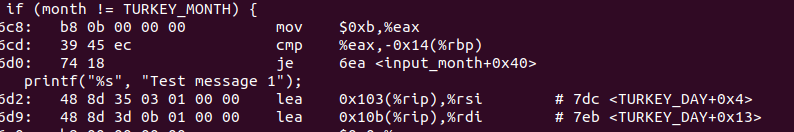 if (month != TURKEY_MONTH) {
6c8: b8 0b 00 00 00 mov $0xb,%eax
6cd: 39 45 ec cmp %eax,-0x14(%rbp)
6d0: 74 18 je 6ea <input_month+0x40>
printf("%s", "Test message 1");
6d2: 48 8d 35 03 01 00 00 lea 0x103(%rip),%rsi # 7dc <TURKEY_DAY+0x4>
6d9: 48 8d 3d 0b 01 00 00 lea 0x10b(%rip),%rdi # 7eb <TURKEY_DAY+0x13>